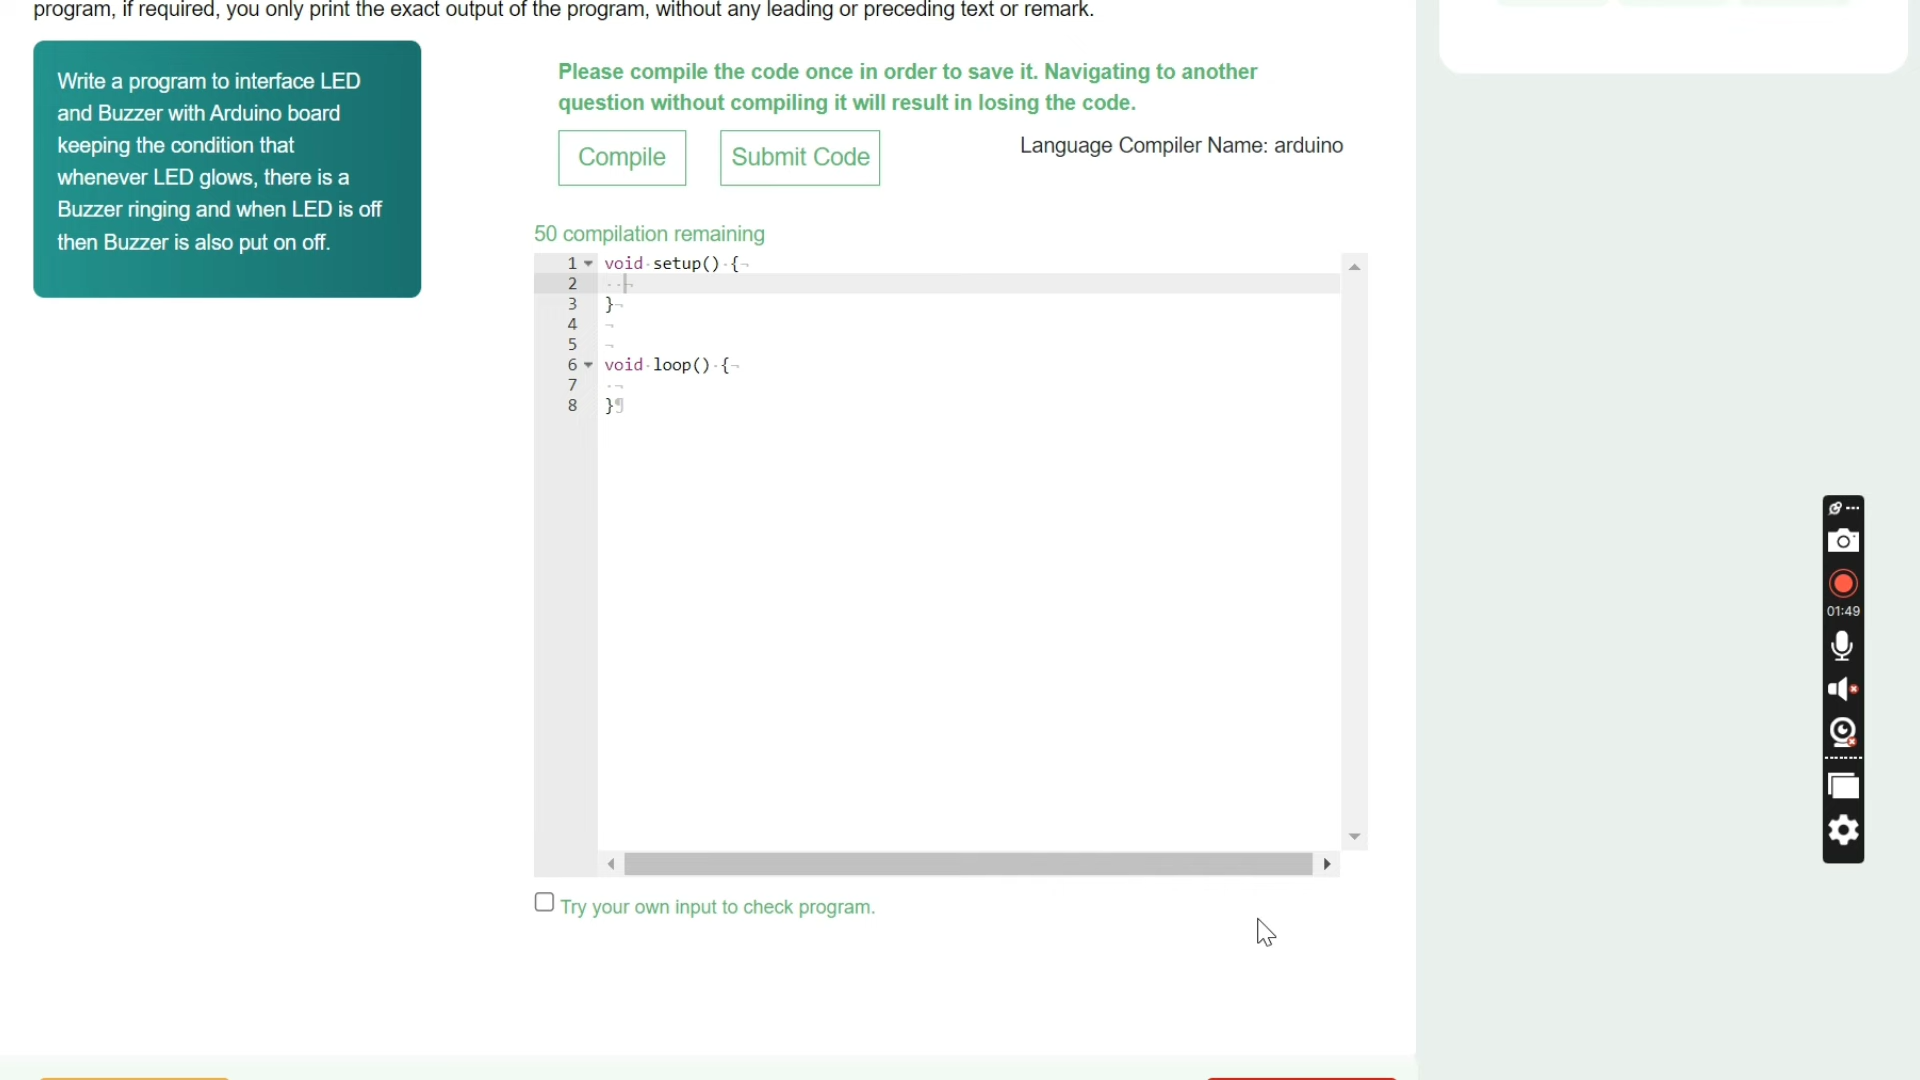 program, if required, you only print the exact output of the program, without any leading or preceding text or remark.
Write a program to interface LED
and Buzzer with Arduino board
keeping the condition that
whenever LED glows, there is a
Buzzer ringing and when LED is off
then Buzzer is also put on off.
Please compile the code once in order to save it. Navigating to another
question without compiling it will result in losing the code.
Compile
Submit Code
Language Compiler Name: arduino
50 compilation remaining
1 void setup() {
2
3 }
4
5
6 void loop() {
7
8 }
Try your own input to check program.
01:49